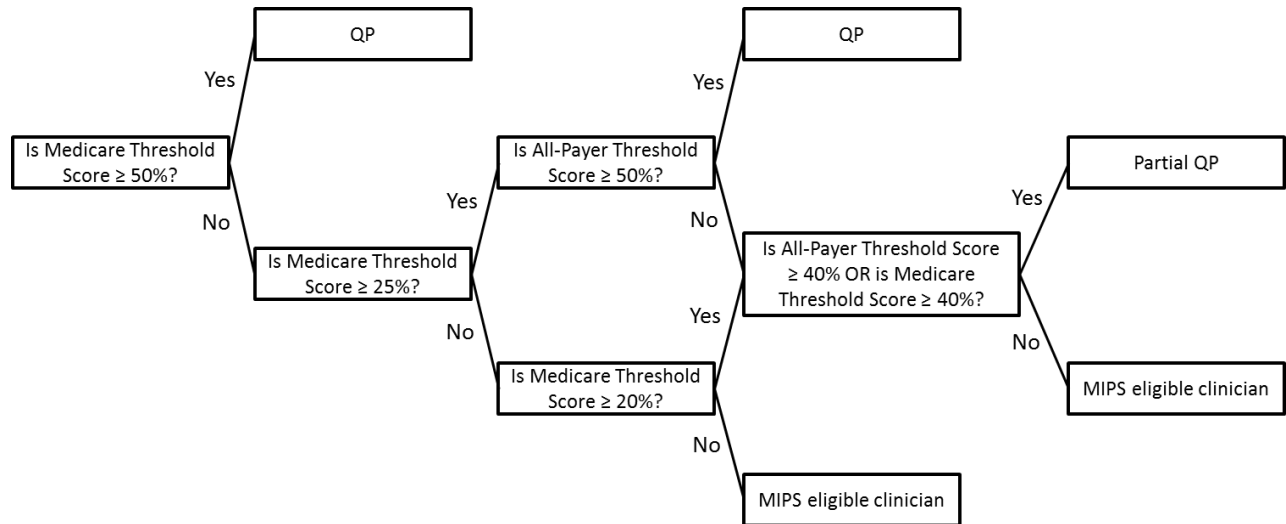 QP
QP
Yes
Yes
Is Medicare Threshold
Score ≥ 50%?
Is All-Payer Threshold
Score ≥ 50%?
Partial QP
No
Yes
No
Yes
Is Medicare Threshold
Score ≥ 25%?
Is All-Payer Threshold Score
≥ 40% OR is Medicare
Threshold Score ≥ 40%?
No
Yes
No
Is Medicare Threshold
Score ≥ 20%?
MIPS eligible clinician
No
MIPS eligible clinician